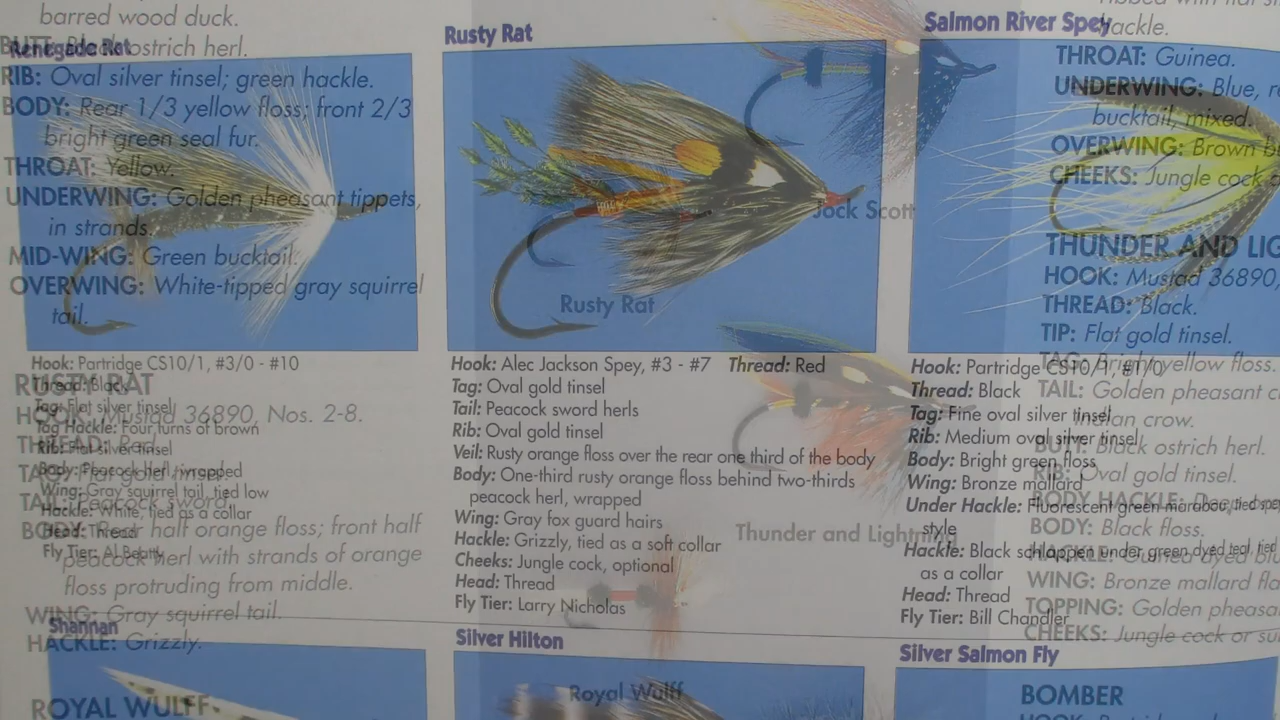 barred wood duck.
BUTT: Black ostrich herl.
RIB: Oval silver tinsel; green hackle.
BODY: Rear 1/3 yellow floss; front 2/3
bright green seal fur.
THROAT: Yellow.
UNDERWING: Golden pheasant tippets,
in strands.
MID-WING: Green bucktail.
OVERWING: White-tipped gray squirrel
tail.
RUSTY RAT
HOOK: Mustad 36890, Nos. 2-8.
THREAD: Red.
TAG: Flat gold tinsel.
TAIL: Peacock sword.
BODY: Rear half orange floss; front half
peacock herl with strands of orange
floss protruding from middle.
WING: Gray squirrel tail.
HACKLE: Grizzly.
ROYAL WULFF
Renegade Rat
Hook: Partridge CS10/1, #3/0 - #10
Thread: Black
Tag: Flat silver tinsel
Tag Hackle: Four turns of brown
Rib: Flat silver tinsel
Body: Peacock herl, wrapped
Wing: Gray squirrel tail, tied low
Hackle: White, tied as a collar
Head: Thread
Fly Tier: Al Beatty
Shannan
Rusty Rat
Jock Scott
Rusty Rat
Hook: Alec Jackson Spey, #3 - #7 Thread: Red
Tag: Oval gold tinsel
Tail: Peacock sword herls
Rib: Oval gold tinsel
Veil: Rusty orange floss over the rear one third of the body
Body: One-third rusty orange floss behind two-thirds
peacock herl, wrapped
Wing: Gray fox guard hairs
Hackle: Grizzly, tied as a soft collar
Cheeks: Jungle cock, optional
Head: Thread
Fly Tier: Larry Nicholas
Thunder and Lightning
Silver Hilton
Royal Wulff
Salmon River Spey
Hook: Partridge CS10/1, #1/0
Thread: Black
Tag: Fine oval silver tinsel
Rib: Medium oval silver tinsel
Body: Bright green floss
Wing: Bronze mallard
Under Hackle: Fluorescent green marabou, tied spey
style
Hackle: Black schlappen under green dyed teal, tied
as a collar
Head: Thread
Fly Tier: Bill Chandler
Silver Salmon Fly
hackle.
THROAT: Guinea.
UNDERWING: Blue,
bucktail, mixed.
OVERWING: Brown
CHEEKS: Jungle cock
THUNDER AND
HOOK: Mustad 36890,
THREAD: Black.
TIP: Flat gold tinsel.
TAG: Bright yellow floss.
TAIL: Golden pheasant
Indian crow.
BUTT: Black ostrich herl.
RIB: Oval gold tinsel.
BODY HACKLE:
BODY: Black floss.
HACKLE: Guinea dyed
WING: Bronze mallard
TOPPING: Golden
CHEEKS: Jungle cock or
BOMBER